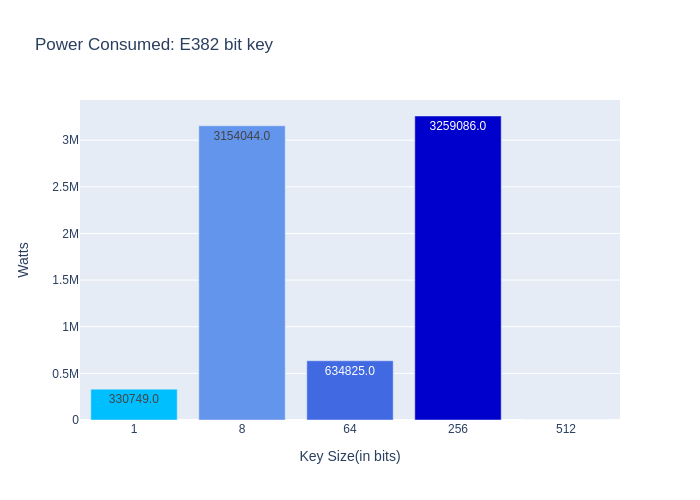 Power Consumed: E382 bit key
3259086.0
3154044.0
634825.0
330749.0
3M
2.5M
2M
1.5M
1M
0.5M
0
Watts
1 8 64 256 512
Key Size(in bits)